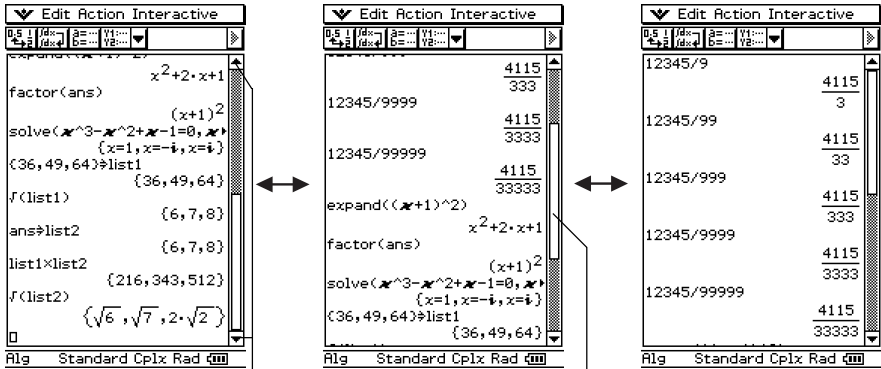 Edit Action Interactive
expand((x+1)^2)
x²+2·x+1
factor(ans)
(x+1)²
solve(x^3-x^2+x-1=0,x
{x=1,x=-i,x=i}
{36,49,64}⇒list1
{36,49,64}
√(list1)
{6,7,8}
ans⇒list2
{6,7,8}
list1×list2
{216,343,512}
√(list2)
{√6,√7,2·√2}
Alg Standard Cplx Rad
Edit Action Interactive
4115/333
12345/9999
4115/3333
12345/99999
4115/33333
expand((x+1)^2)
x²+2·x+1
factor(ans)
(x+1)²
solve(x^3-x^2+x-1=0,x
{x=1,x=-i,x=i}
{36,49,64}⇒list1
{36,49,64}
Alg Standard Cplx Rad
Edit Action Interactive
12345/9
4115/3
12345/99
4115/33
12345/999
4115/333
12345/9999
4115/3333
12345/99999
4115/33333
Alg Standard Cplx Rad